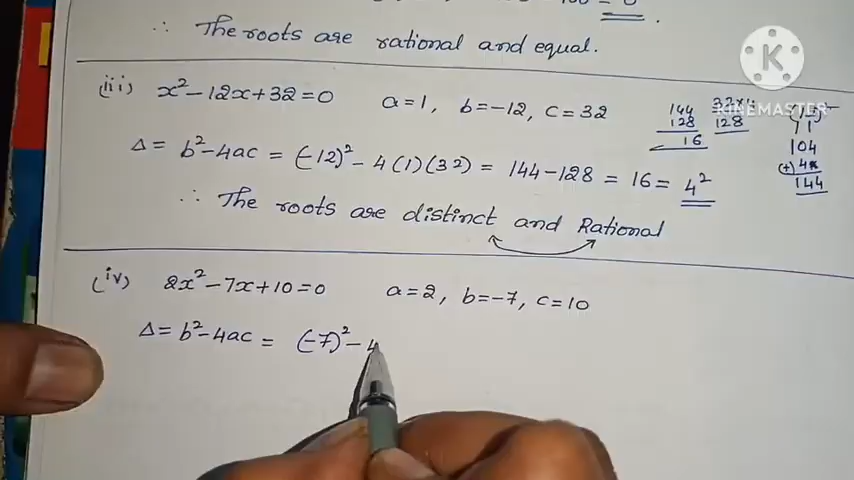 ∴ The roots are rational and equal.
(iii) x² - 12x + 32 = 0 a = 1, b = -12, c = 32
Δ = b² - 4ac = (-12)² - 4(1)(32) = 144 - 128 = 16 = 4²
∴ The roots are distinct and Rational
144
128
16
128
104
144
KINEMASTER
(iv) 2x² - 7x + 10 = 0 a = 2, b = -7, c = 10
Δ = b² - 4ac = (-7)² - 4